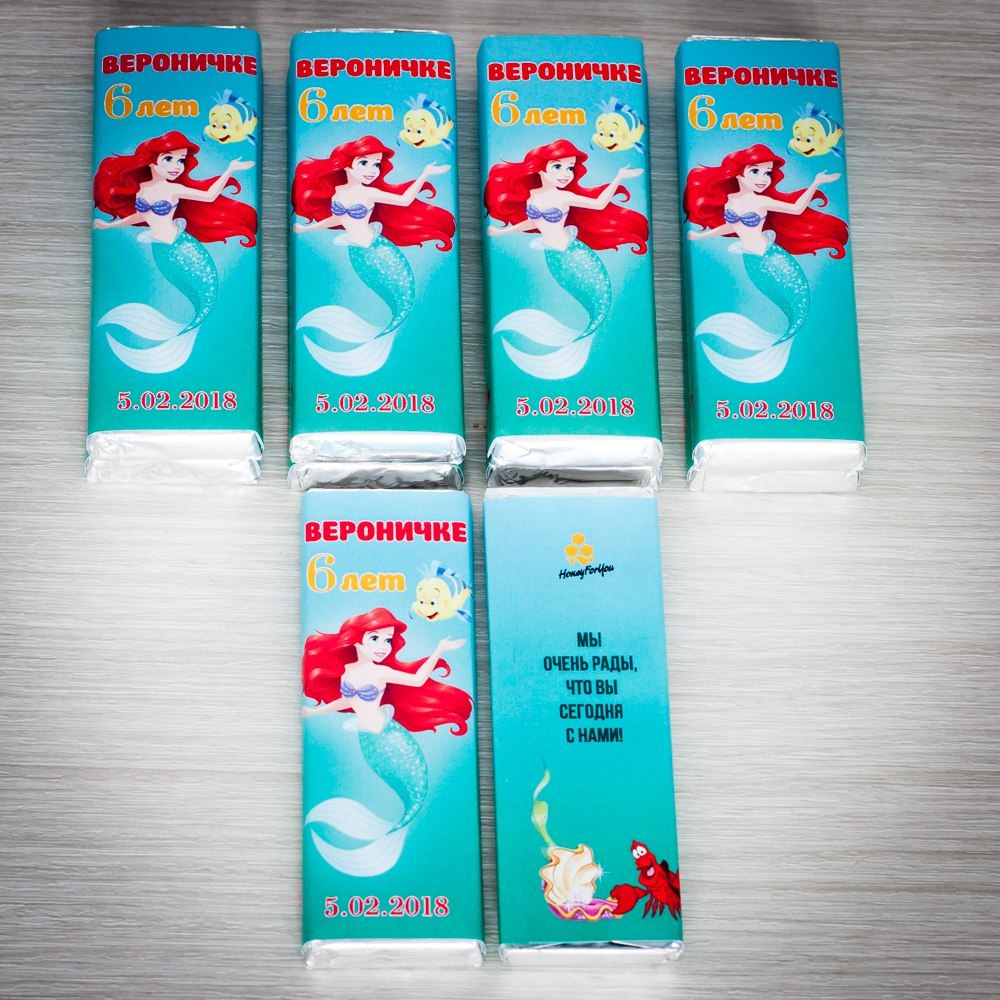 ВЕРОНИЧКЕ
6 лет
5.02.2018
ВЕРОНИЧКЕ
6 лет
5.02.2018
ВЕРОНИЧКЕ
6 лет
5.02.2018
ВЕРОНИЧКЕ
6 лет
5.02.2018
ВЕРОНИЧКЕ
6 лет
5.02.2018
HoneyForYou
МЫ
ОЧЕНЬ РАДЫ,
ЧТО ВЫ
СЕГОДНЯ
С НАМИ!